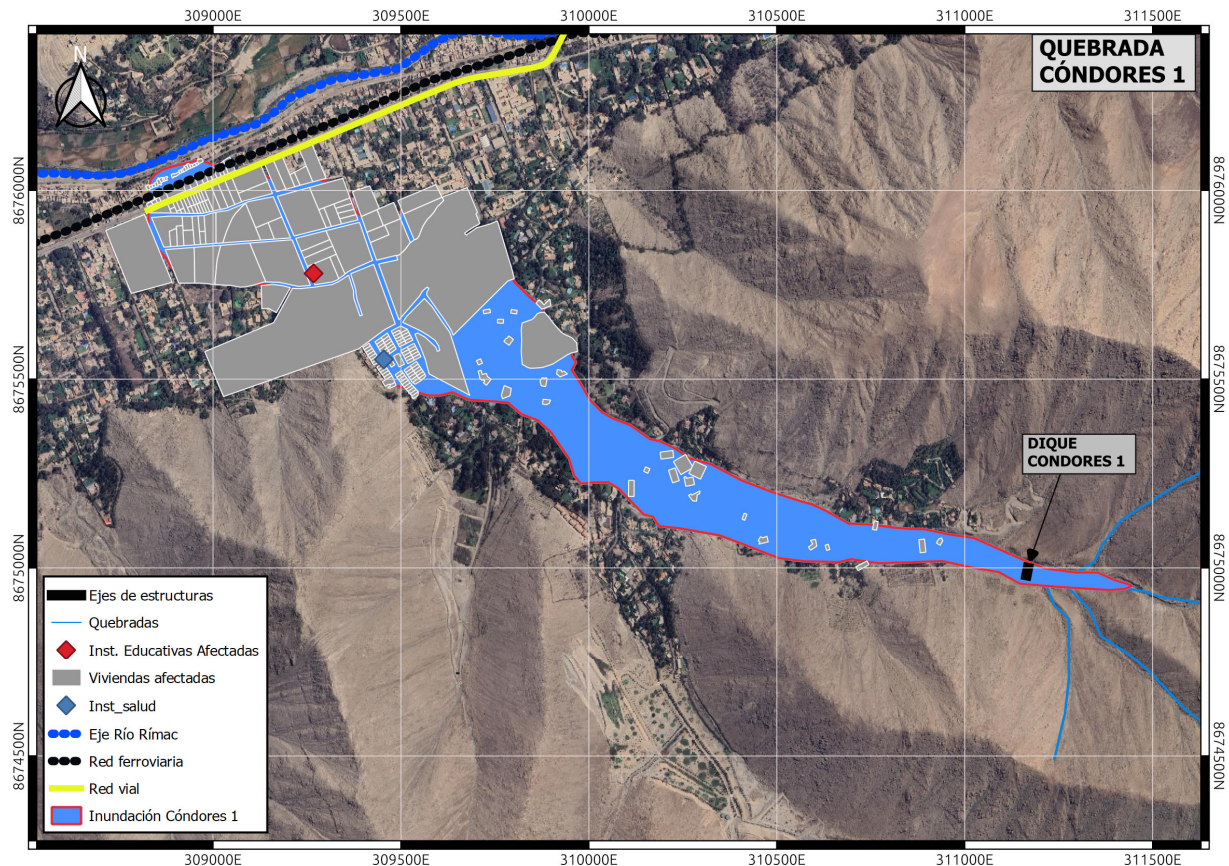 309000E 309500E 310000E 310500E 311000E 311500E
QUEBRADA
CÓNDORES 1
N
8676000N 8676000N
8675500N 8675500N
DIQUE
CONDORES 1
8675000N 8675000N
Ejes de estructuras
Quebradas
Inst. Educativas Afectadas
Viviendas afectadas
Inst_salud
Eje Río Rímac
Red ferroviaria
Red vial
Inundación Cóndores 1
8674500N 8674500N
309000E 309500E 310000E 310500E 311000E 311500E